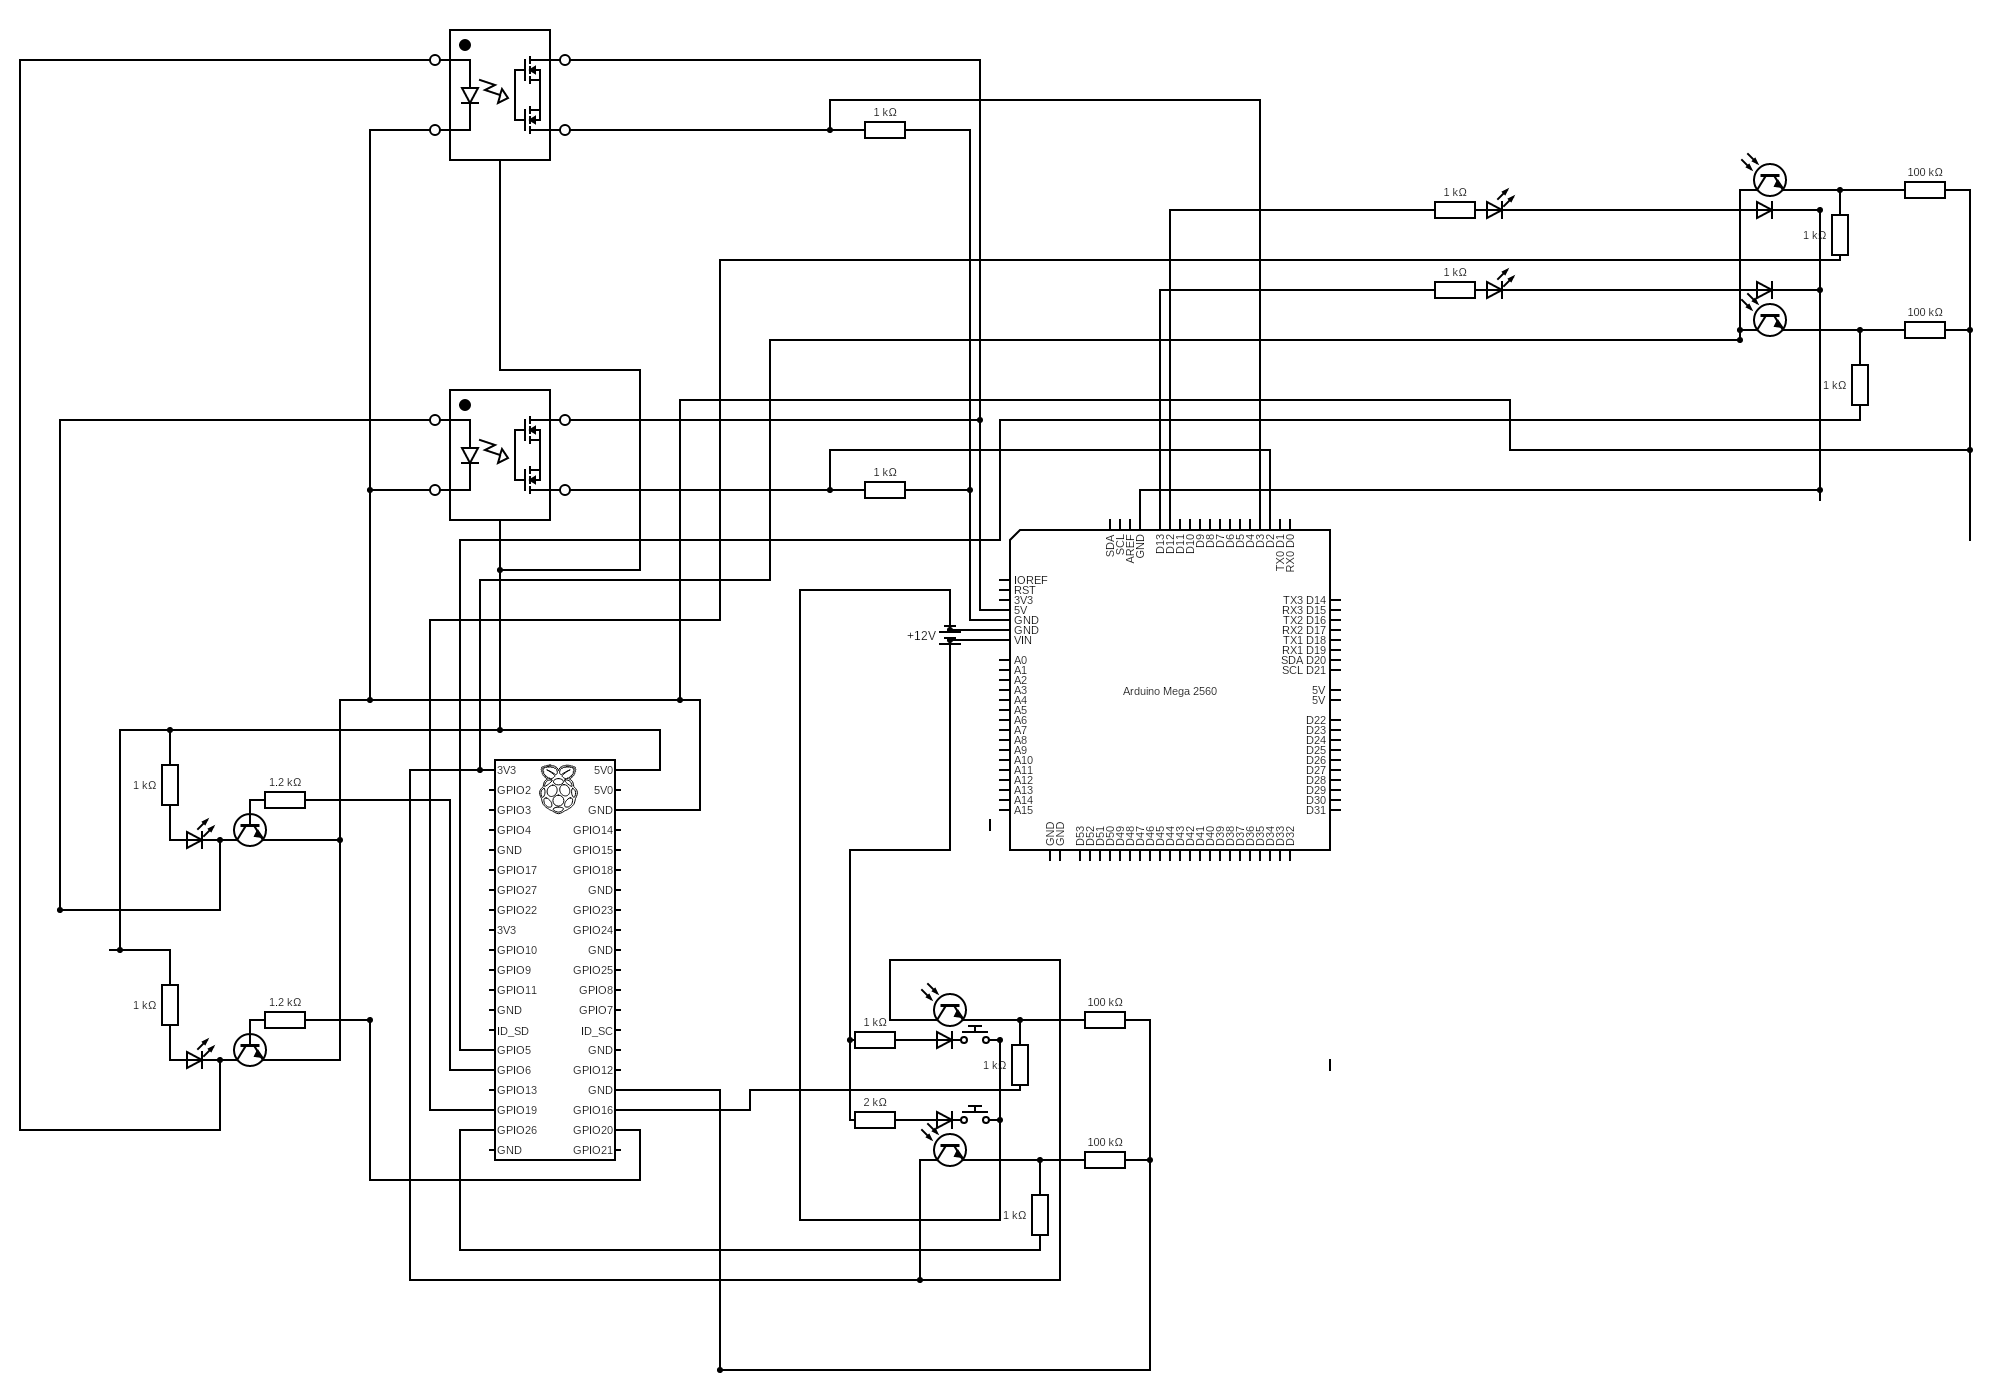 1 kΩ
1 kΩ
100 kΩ
1 kΩ
1 kΩ
100 kΩ
1 kΩ
1 kΩ
SDA
SCL
AREF
GND
D13
D12
D11
D10
D9
D8
D7
D6
D5
D4
D3
D2
TX0 D1
RX0 D0
IOREF
RST
3V3
5V
GND
GND
VIN
+12V
A0
A1
A2
A3
A4
A5
A6
A7
A8
A9
A10
A11
A12
A13
A14
A15
Arduino Mega 2560
TX3 D14
RX3 D15
TX2 D16
RX2 D17
TX1 D18
RX1 D19
SDA D20
SCL D21
5V
5V
D22
D23
D24
D25
D26
D27
D28
D29
D30
D31
GND
GND
D53
D52
D51
D50
D49
D48
D47
D46
D45
D44
D43
D42
D41
D40
D39
D38
D37
D36
D35
D34
D33
D32
1 kΩ
1.2 kΩ
1 kΩ
1.2 kΩ
3V3 5V0
GPIO2 5V0
GPIO3 GND
GPIO4 GPIO14
GND GPIO15
GPIO17 GPIO18
GPIO27 GND
GPIO22 GPIO23
3V3 GPIO24
GPIO10 GND
GPIO9 GPIO25
GPIO11 GPIO8
GND GPIO7
ID_SD ID_SC
GPIO5 GND
GPIO6 GPIO12
GPIO13 GND
GPIO19 GPIO16
GPIO26 GPIO20
GND GPIO21
1 kΩ
100 kΩ
1 kΩ
2 kΩ
100 kΩ
1 kΩ